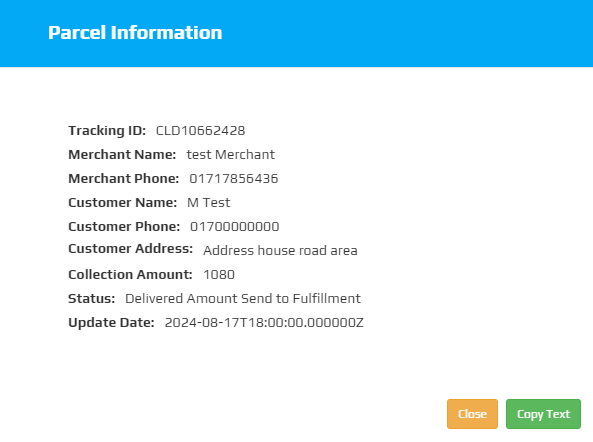 Parcel Information
Tracking ID: CLD10662428
Merchant Name: test Merchant
Merchant Phone: 01717856436
Customer Name: M Test
Customer Phone: 01700000000
Customer Address: Address house road area
Collection Amount: 1080
Status: Delivered Amount Send to Fulfillment
Update Date: 2024-08-17T18:00:00.000000Z
Close Copy Text